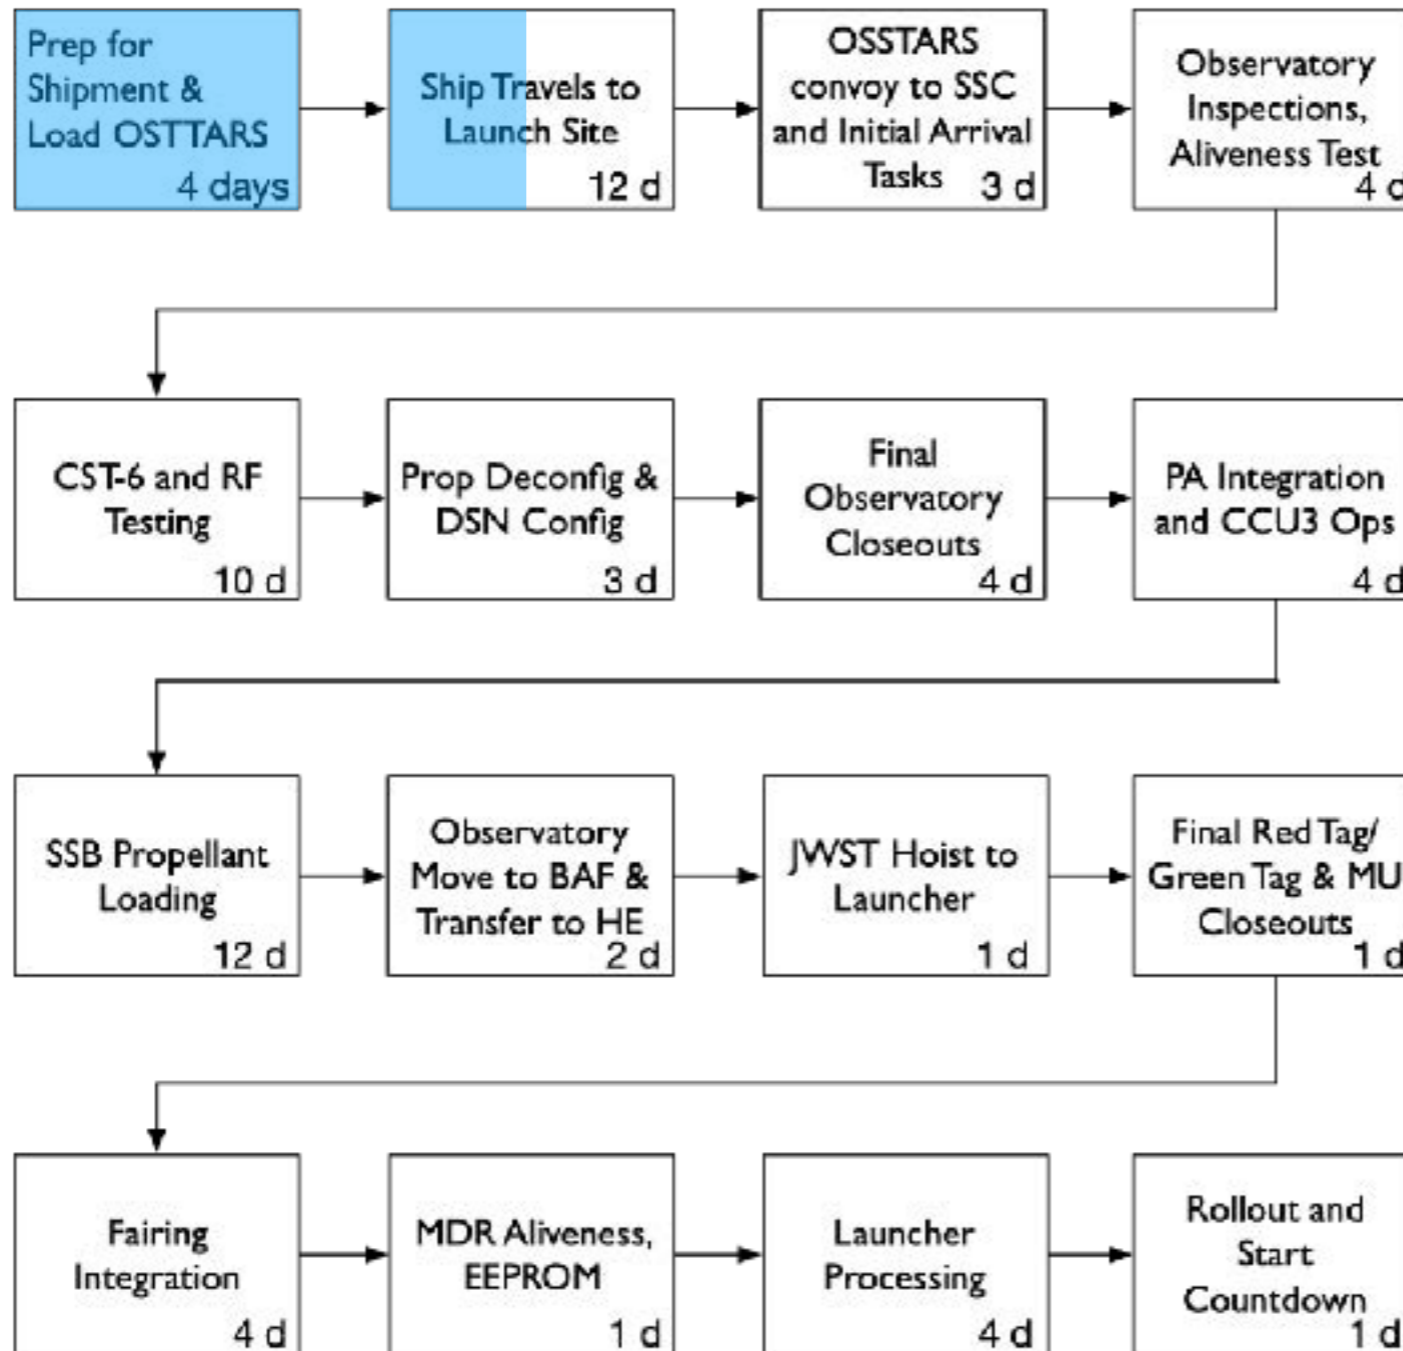 Prep for
Shipment &
Load OSTTARS
4 days
Ship Travels to
Launch Site
12 d
OSSTARS
convoy to SSC
and Initial Arrival
Tasks
3 d
Observatory
Inspections,
Aliveness Test
4 d
CST-6 and RF
Testing
10 d
Prop Deconfig &
DSN Config
3 d
Final
Observatory
Closeouts
4 d
PA Integration
and CCU3 Ops
4 d
SSB Propellant
Loading
12 d
Observatory
Move to BAF &
Transfer to HE
2 d
JWST Hoist to
Launcher
1 d
Final Red Tag/
Green Tag & MU
Closeouts
1 d
Fairing
Integration
4 d
MDR Aliveness,
EEPROM
1 d
Launcher
Processing
4 d
Rollout and
Start
Countdown
1 d